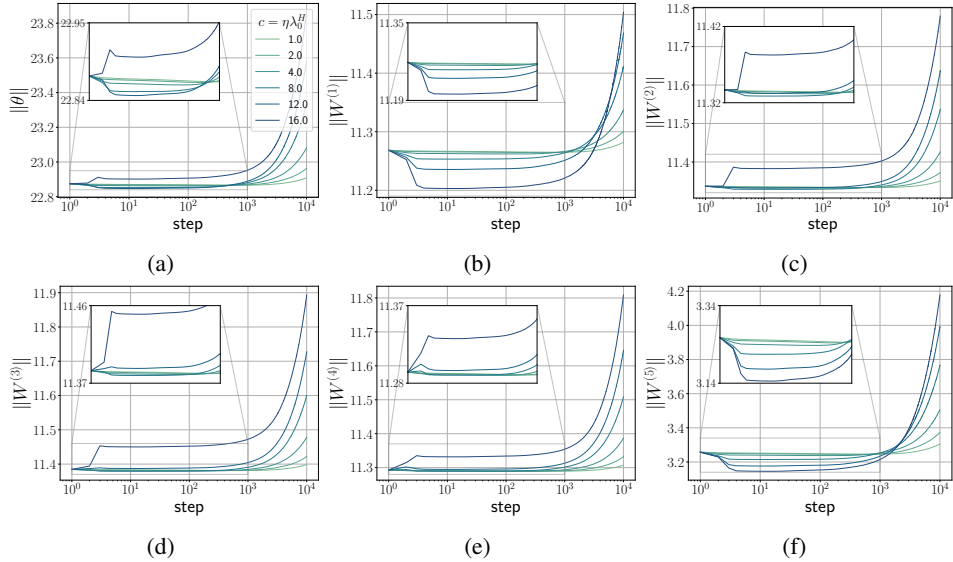 23.8
23.6
23.4
23.2
23.0
22.8
22.95
22.84
c = ηλ₀ᴴ
1.0
2.0
4.0
8.0
12.0
16.0
||θ||
10⁰ 10¹ 10² 10³ 10⁴
step
(a)
11.5
11.4
11.3
11.2
11.35
11.19
||W⁽¹⁾||
10⁰ 10¹ 10² 10³ 10⁴
step
(b)
11.8
11.7
11.6
11.4
11.42
11.32
||W⁽²⁾||
10⁰ 10¹ 10² 10³ 10⁴
step
(c)
11.9
11.8
11.7
11.5
11.4
11.46
11.37
||W⁽³⁾||
10⁰ 10¹ 10² 10³ 10⁴
step
(d)
11.8
11.7
11.6
11.5
11.3
11.37
11.28
||W⁽⁴⁾||
10⁰ 10¹ 10² 10³ 10⁴
step
(e)
4.2
4.0
3.8
3.6
3.4
3.2
3.34
3.14
||W⁽⁵⁾||
10⁰ 10¹ 10² 10³ 10⁴
step
(f)